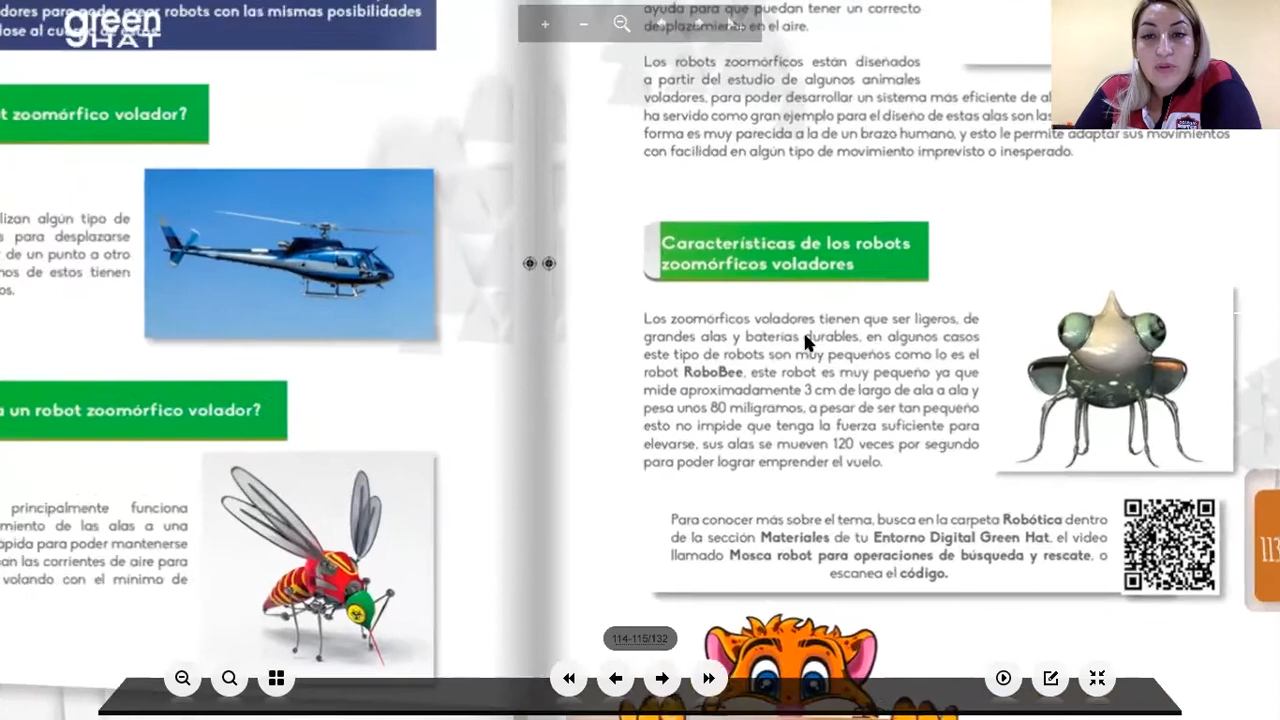 dores para poder crear robots con las mismas posibilidades
green
HAT
t zoomórfico volador?
lizan algún tipo de
s para desplazarse
r de un punto a otro
nos de estos tienen
os.
a un robot zoomórfico volador?
principalmente funciona
miento de las alas a una
ápida para poder mantenerse
an las corrientes de aire para
volando con el mínimo de
ayuda para que puedan tener un correcto
desplazamiento en el aire.
Los robots zoomórficos están diseñados
a partir del estudio de algunos animales
voladores, para poder desarrollar un sistema más eficiente de al
ha servido como gran ejemplo para el diseño de estas alas son las
forma es muy parecida a la de un brazo humano, y esto le permite adaptar sus movimientos
con facilidad en algún tipo de movimiento imprevisto o inesperado.
Características de los robots
zoomórficos voladores
Los zoomórficos voladores tienen que ser ligeros, de
grandes alas y baterías durables, en algunos casos
este tipo de robots son muy pequeños como lo es el
robot RoboBee, este robot es muy pequeño ya que
mide aproximadamente 3 cm de largo de ala a ala y
pesa unos 80 miligramos, a pesar de ser tan pequeño
esto no impide que tenga la fuerza suficiente para
elevarse, sus alas se mueven 120 veces por segundo
para poder lograr emprender el vuelo.
Para conocer más sobre el tema, busca en la carpeta Robótica dentro
de la sección Materiales de tu Entorno Digital Green Hat, el video
llamado Mosca robot para operaciones de búsqueda y rescate, o
escanea el código.
113
114-115/132